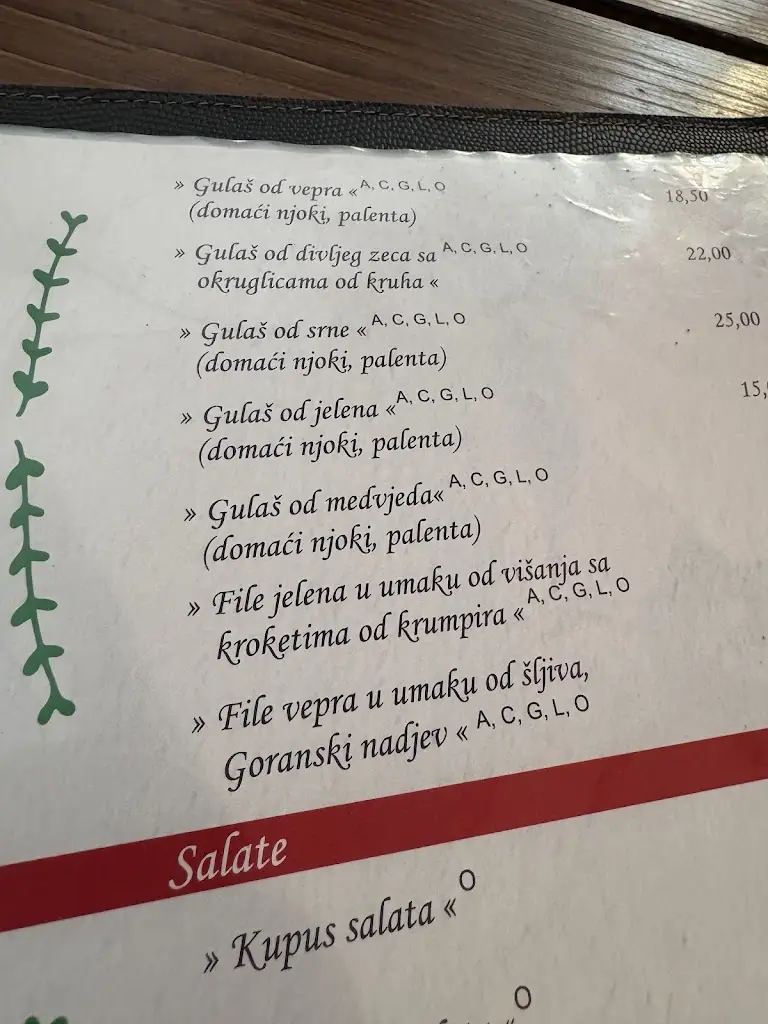 » Gulaš od vepra « A, C, G, L, O 18,50
(domaći njoki, palenta)
» Gulaš od divljeg zeca sa A, C, G, L, O 22,00
okruglicama od kruha «
» Gulaš od srne « A, C, G, L, O 25,00
(domaći njoki, palenta)
» Gulaš od jelena « A, C, G, L, O 15,
(domaći njoki, palenta)
» Gulaš od medvjeda« A, C, G, L, O
(domaći njoki, palenta)
» File jelena u umaku od višanja sa
kroketima od krumpira « A, C, G, L, O
» File vepra u umaku od šljiva,
Goranski nadjev « A, C, G, L, O
Salate
» Kupus salata « O
O